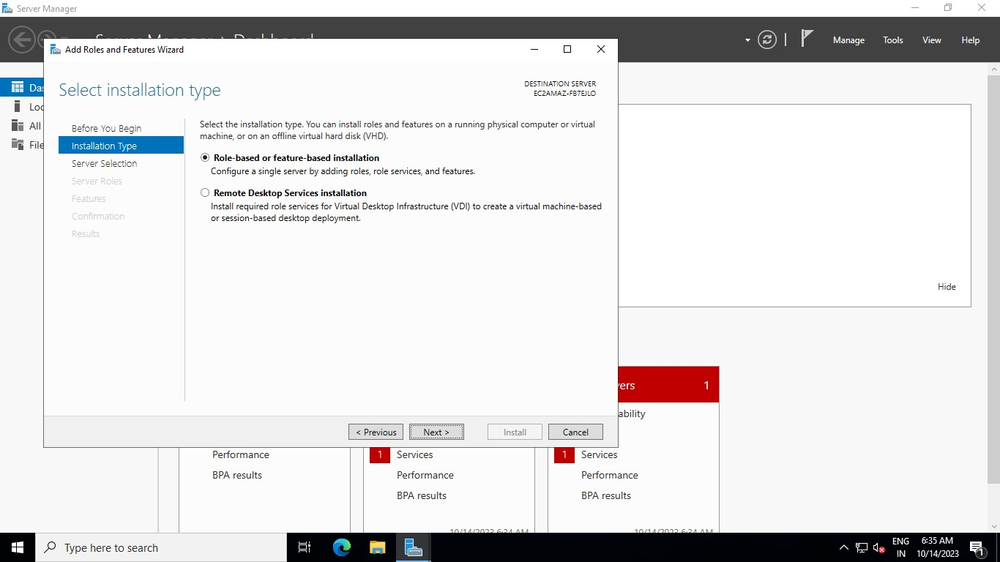 Server Manager
Manage
Tools
View
Help
Add Roles and Features Wizard
Select installation type
DESTINATION SERVER
EC2AMAZ-FB7EJLO
Before You Begin
Installation Type
Server Selection
Server Roles
Features
Confirmation
Results
Select the installation type. You can install roles and features on a running physical computer or virtual
machine, or on an offline virtual hard disk (VHD).
Role-based or feature-based installation
Configure a single server by adding roles, role services, and features.
Remote Desktop Services installation
Install required role services for Virtual Desktop Infrastructure (VDI) to create a virtual machine-based
or session-based desktop deployment.
< Previous
Next >
Install
Cancel
Das
Loc
All
File
Hide
vers 1
ability
Performance
BPA results
1 Services
Performance
BPA results
10/14/2023 6:34 AM
1 Services
Performance
BPA results
10/14/2023 6:34 AM
Type here to search
ENG
IN
6:35 AM
10/14/2023
1